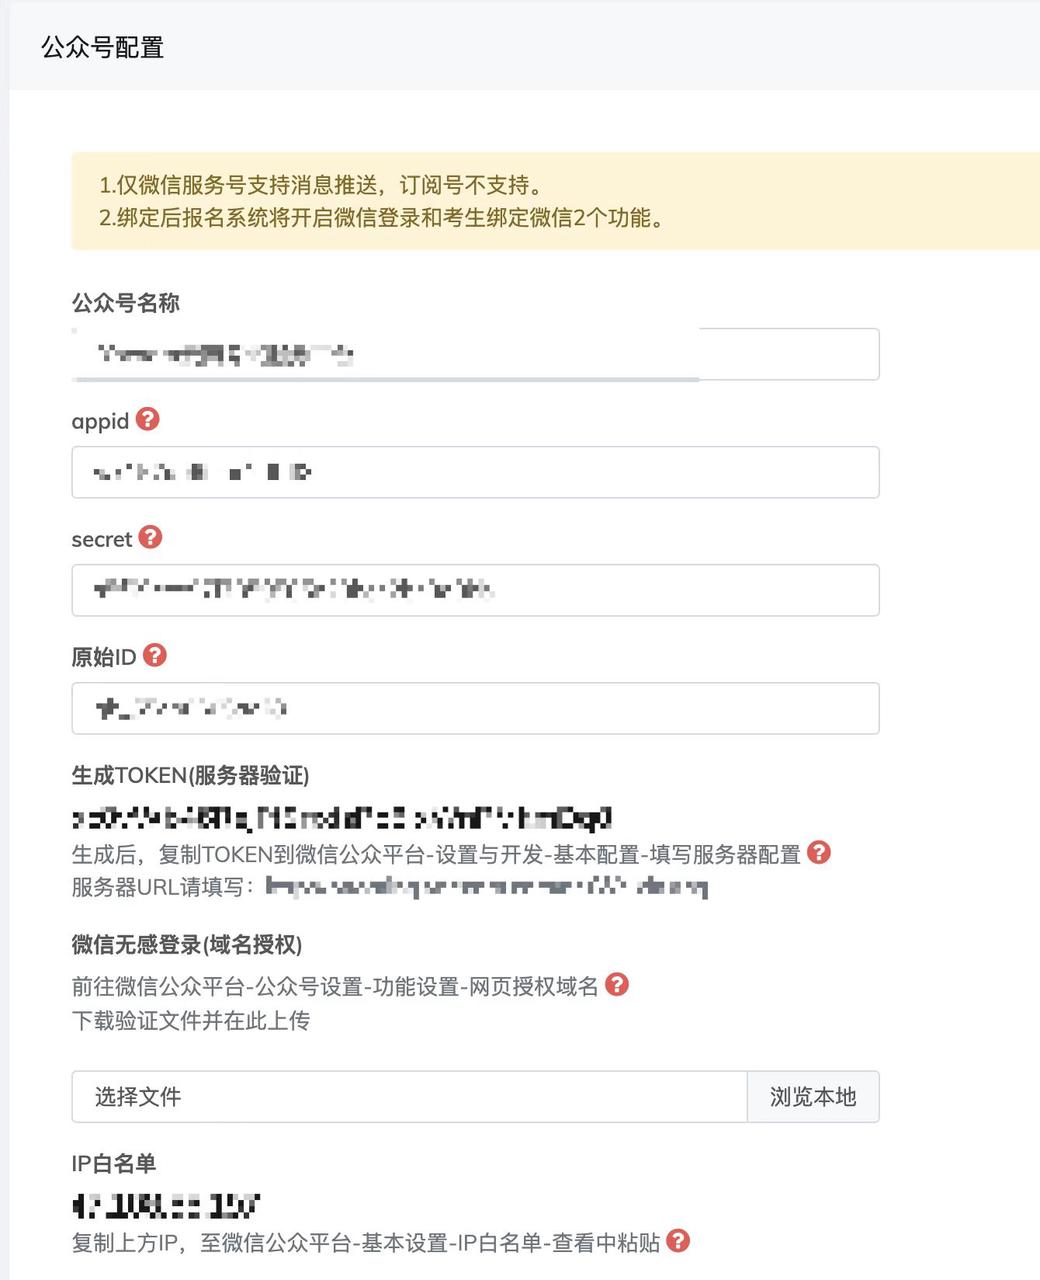 公众号配置
1.仅微信服务号支持消息推送，订阅号不支持。
2.绑定后报名系统将开启微信登录和考生绑定微信2个功能。
公众号名称
appid
secret
原始ID
生成TOKEN(服务器验证)
生成后，复制TOKEN到微信公众平台-设置与开发-基本配置-填写服务器配置
服务器URL请填写：
微信无感登录(域名授权)
前往微信公众平台-公众号设置-功能设置-网页授权域名
下载验证文件并在此上传
选择文件 浏览本地
IP白名单
复制上方IP，至微信公众平台-基本设置-IP白名单-查看中粘贴